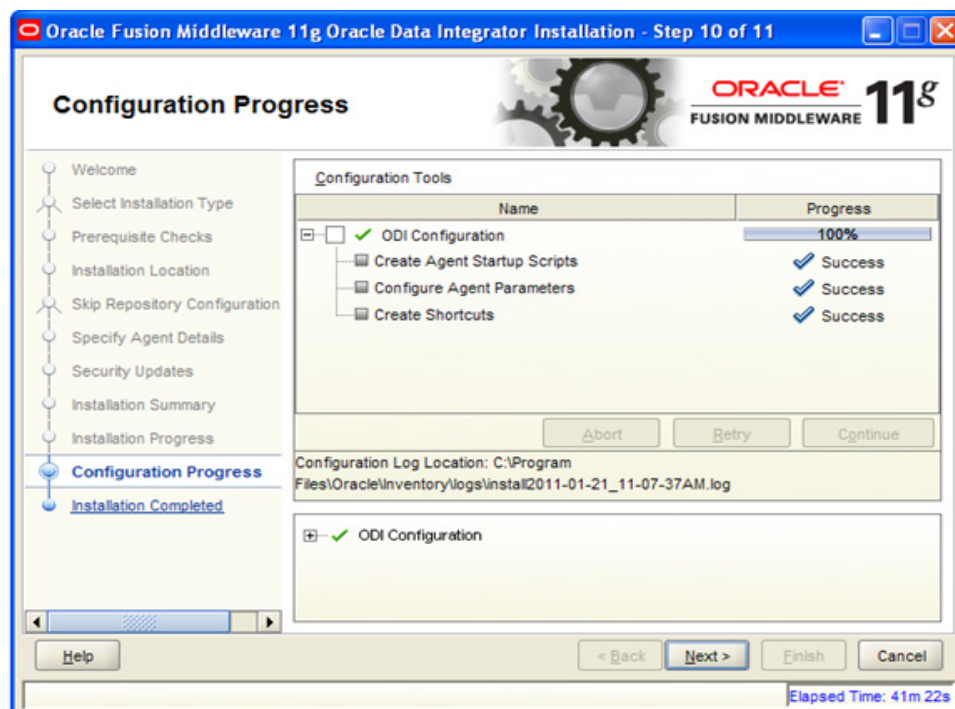 Oracle Fusion Middleware 11g Oracle Data Integrator Installation - Step 10 of 11
Configuration Progress
ORACLE
FUSION MIDDLEWARE
11g
Welcome
Select Installation Type
Prerequisite Checks
Installation Location
Skip Repository Configuration
Specify Agent Details
Security Updates
Installation Summary
Installation Progress
Configuration Progress
Installation Completed
Configuration Tools
Name Progress
ODI Configuration 100%
Create Agent Startup Scripts Success
Configure Agent Parameters Success
Create Shortcuts Success
Abort Retry Continue
Configuration Log Location: C:\Program
Files\Oracle\Inventory\logs\install2011-01-21_11-07-37AM.log
ODI Configuration
Help < Back Next > Finish Cancel
Elapsed Time: 41m 22s